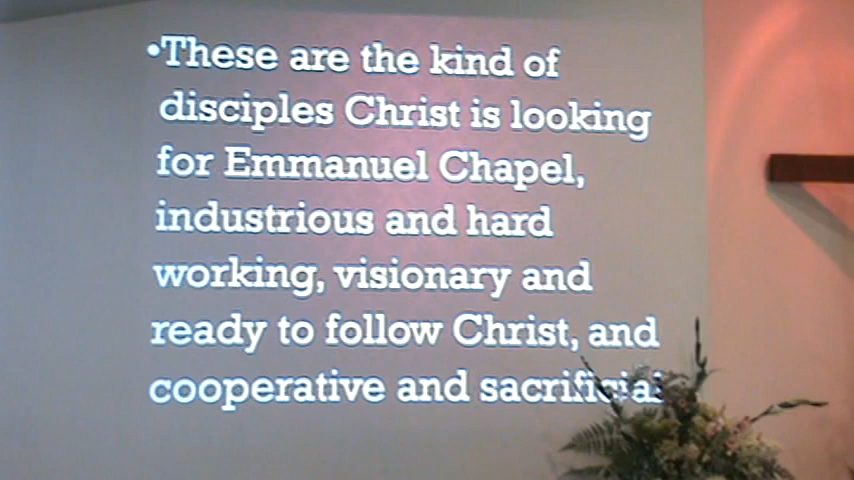 •These are the kind of
disciples Christ is looking
for Emmanuel Chapel,
industrious and hard
working, visionary and
ready to follow Christ, and
cooperative and sacrificial